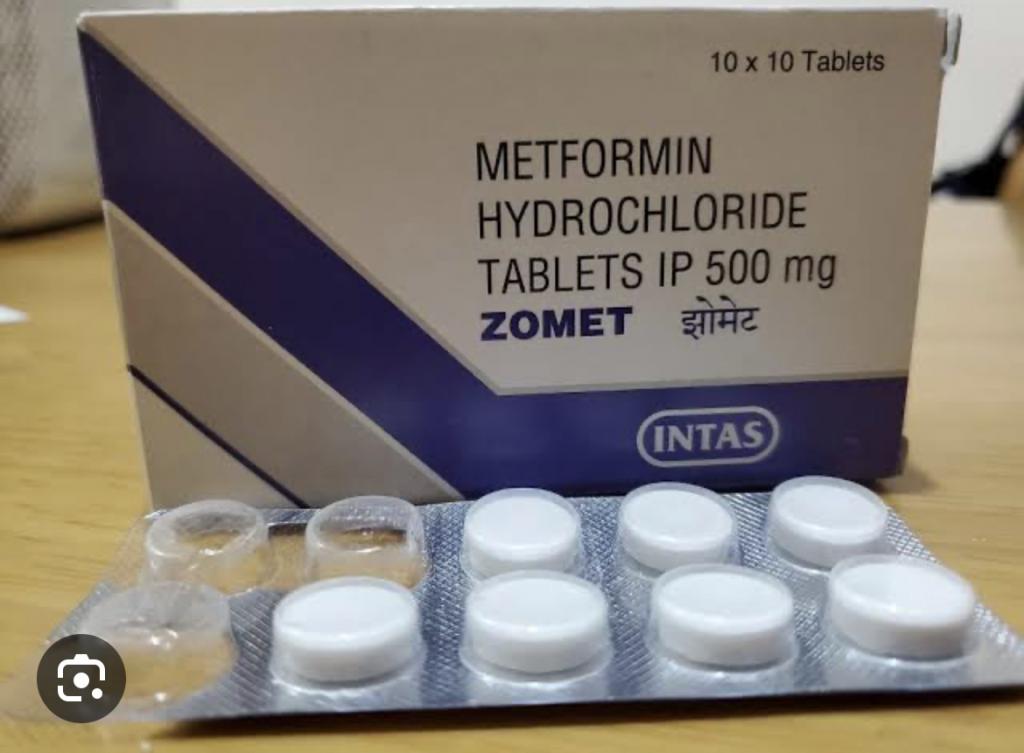 10 x 10 Tablets
METFORMIN
HYDROCHLORIDE
TABLETS IP 500 mg
ZOMET झोमेट
INTAS